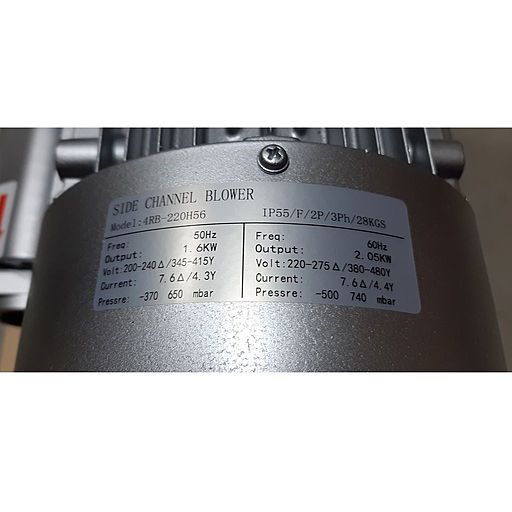 SIDE CHANNEL BLOWER
Model:4RB-220H56 IP55/F/2P/3Ph/28KGS
Freq: 50Hz
Output: 1.6KW
Volt:200-240Δ/345-415Y
Current: 7.6Δ/4.3Y
Pressre: -370 650 mbar
Freq: 60Hz
Output: 2.05KW
Volt:220-275Δ/380-480Y
Current: 7.6Δ/4.4Y
Pressre: -500 740 mbar